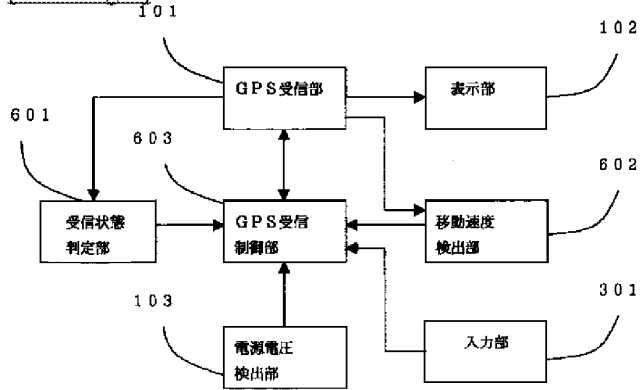 101
102
GPS受信部
表示部
601
603
602
受信状態
判定部
GPS受信
制御部
移動速度
検出部
103
301
電源電圧
検出部
入力部